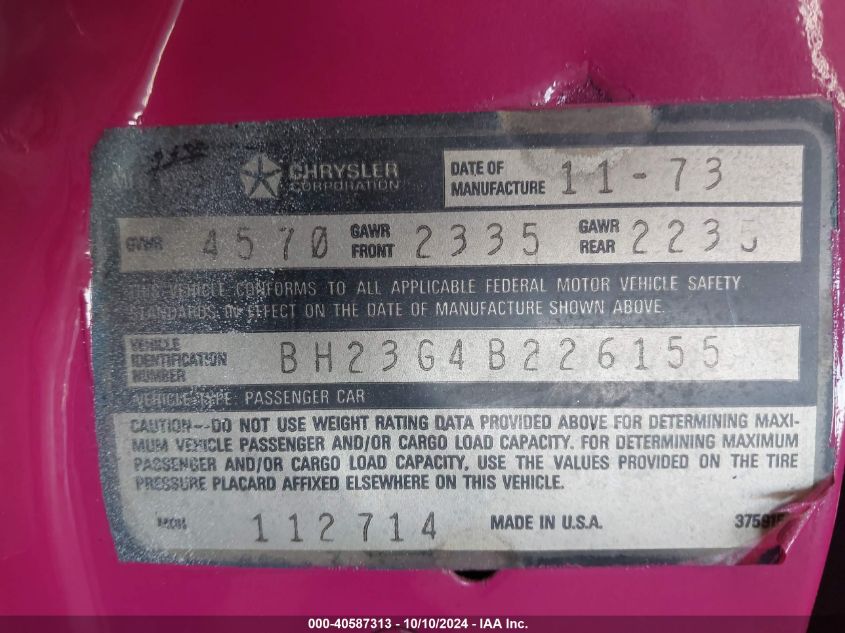 CHRYSLER
CORPORATION
DATE OF
MANUFACTURE 11-73
GVWR 4570 GAWR FRONT 2335 GAWR REAR 2235
VEHICLE CONFORMS TO ALL APPLICABLE FEDERAL MOTOR VEHICLE SAFETY
STANDARDS IN EFFECT ON THE DATE OF MANUFACTURE SHOWN ABOVE.
VEHICLE
IDENTIFICATION
NUMBER BH23G4B226155
VEHICLE TYPE: PASSENGER CAR
CAUTION--DO NOT USE WEIGHT RATING DATA PROVIDED ABOVE FOR DETERMINING MAXI-
MUM VEHICLE PASSENGER AND/OR CARGO LOAD CAPACITY. FOR DETERMINING MAXIMUM
PASSENGER AND/OR CARGO LOAD CAPACITY, USE THE VALUES PROVIDED ON THE TIRE
PRESSURE PLACARD AFFIXED ELSEWHERE ON THIS VEHICLE.
MDH 112714 MADE IN U.S.A.
000-40587313 - 10/10/2024 - IAA Inc.